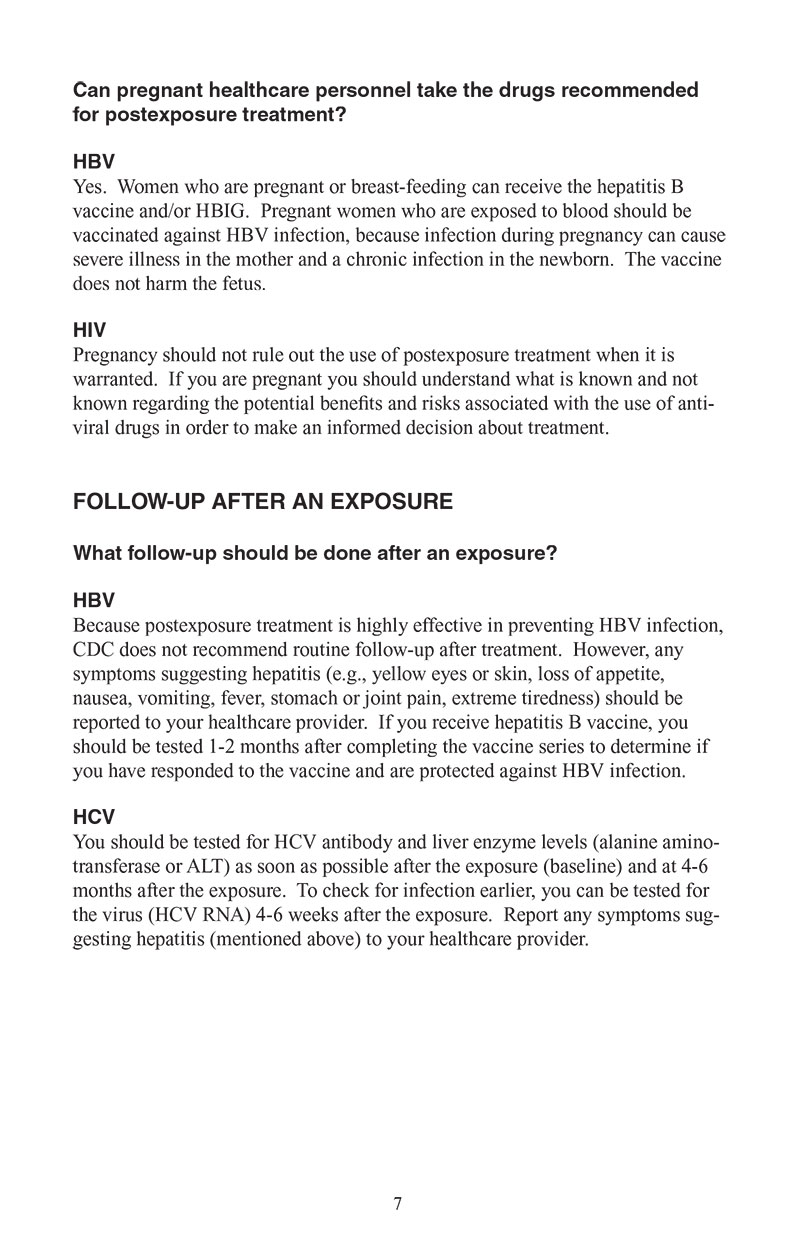 Can pregnant healthcare personnel take the drugs recommended
for postexposure treatment?
HBV
Yes.  Women who are pregnant or breast-feeding can receive the hepatitis B
vaccine and/or HBIG.  Pregnant women who are exposed to blood should be
vaccinated against HBV infection, because infection during pregnancy can cause
severe illness in the mother and a chronic infection in the newborn.  The vaccine
does not harm the fetus.
HIV
Pregnancy should not rule out the use of postexposure treatment when it is
warranted.  If you are pregnant you should understand what is known and not
known regarding the potential benefits and risks associated with the use of anti-
viral drugs in order to make an informed decision about treatment.
FOLLOW-UP AFTER AN EXPOSURE
What follow-up should be done after an exposure?
HBV
Because postexposure treatment is highly effective in preventing HBV infection,
CDC does not recommend routine follow-up after treatment.  However, any
symptoms suggesting hepatitis (e.g., yellow eyes or skin, loss of appetite,
nausea, vomiting, fever, stomach or joint pain, extreme tiredness) should be
reported to your healthcare provider.  If you receive hepatitis B vaccine, you
should be tested 1-2 months after completing the vaccine series to determine if
you have responded to the vaccine and are protected against HBV infection.
HCV
You should be tested for HCV antibody and liver enzyme levels (alanine amino-
transferase or ALT) as soon as possible after the exposure (baseline) and at 4-6
months after the exposure.  To check for infection earlier, you can be tested for
the virus (HCV RNA) 4-6 weeks after the exposure.  Report any symptoms sug-
gesting hepatitis (mentioned above) to your healthcare provider.
7